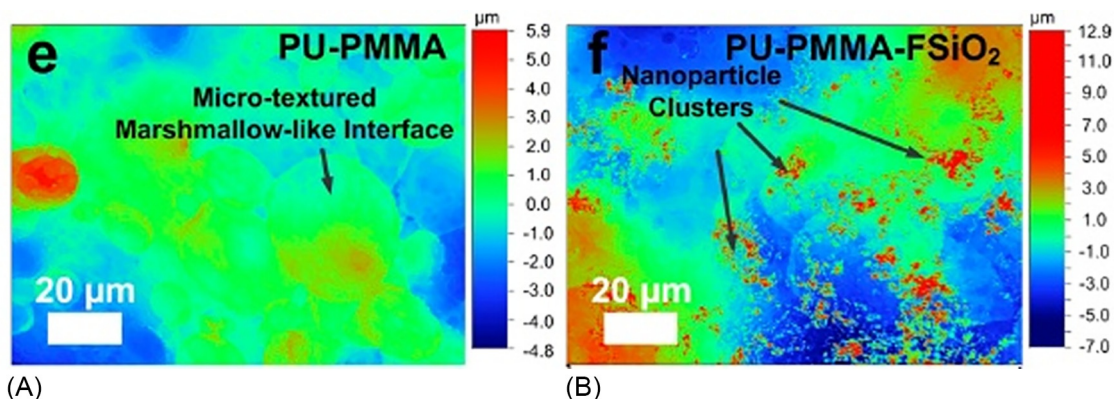 e
PU-PMMA
Micro-textured
Marshmallow-like Interface
20 µm
µm
5.9
5.0
4.0
3.0
2.0
1.0
0.0
-1.0
-2.0
-3.0
-4.0
-4.8
(A)
f
PU-PMMA-FSiO₂
Nanoparticle
Clusters
20 µm
µm
12.9
11.0
9.0
7.0
5.0
3.0
1.0
-1.0
-3.0
-5.0
-7.0
(B)